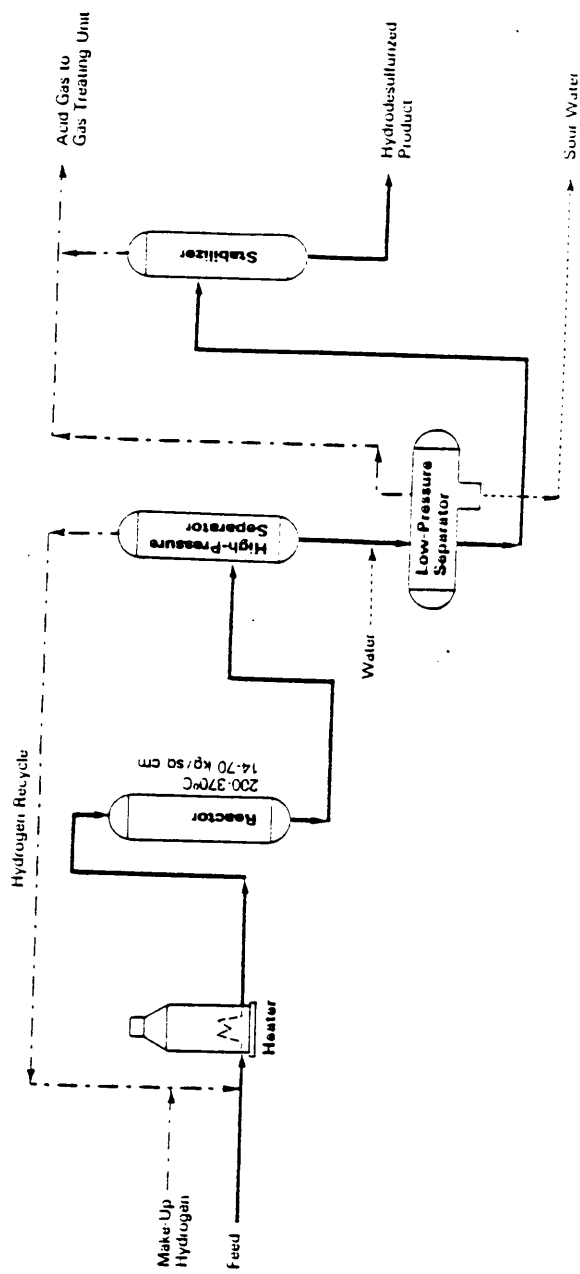 Make-Up
Hydrogen
Feed
Hydrogen Recycle
Heater
Reactor
200-370°C
14-70 kg/sq cm
High-Pressure
Separator
Water
Low-Pressure
Separator
Stabilizer
Acid Gas to
Gas Treating Unit
Hydrodesulfurized
Product
Sour Water